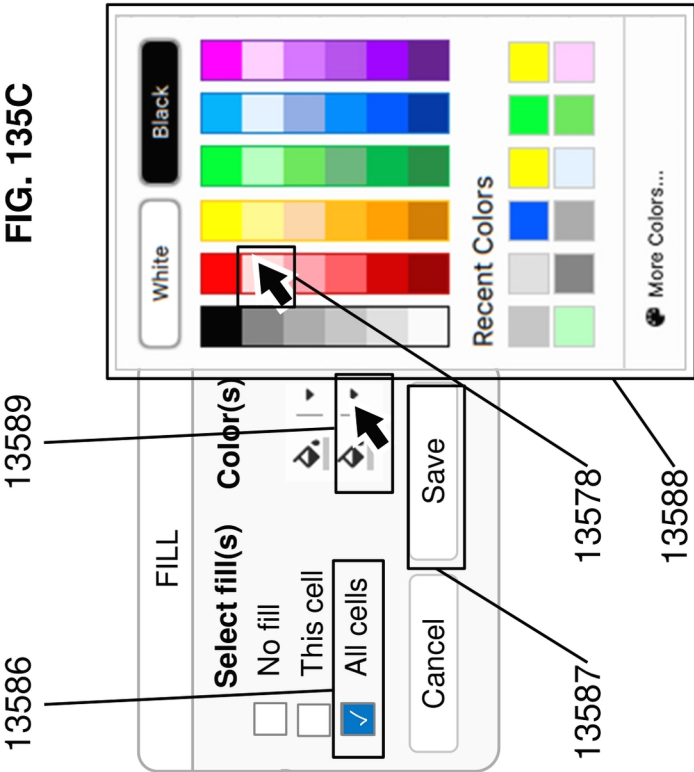 FIG. 135C
13586
13589
FILL
Select fill(s)
Color(s)
No fill
This cell
All cells
Cancel
Save
White
Black
Recent Colors
More Colors...
13587
13578
13588